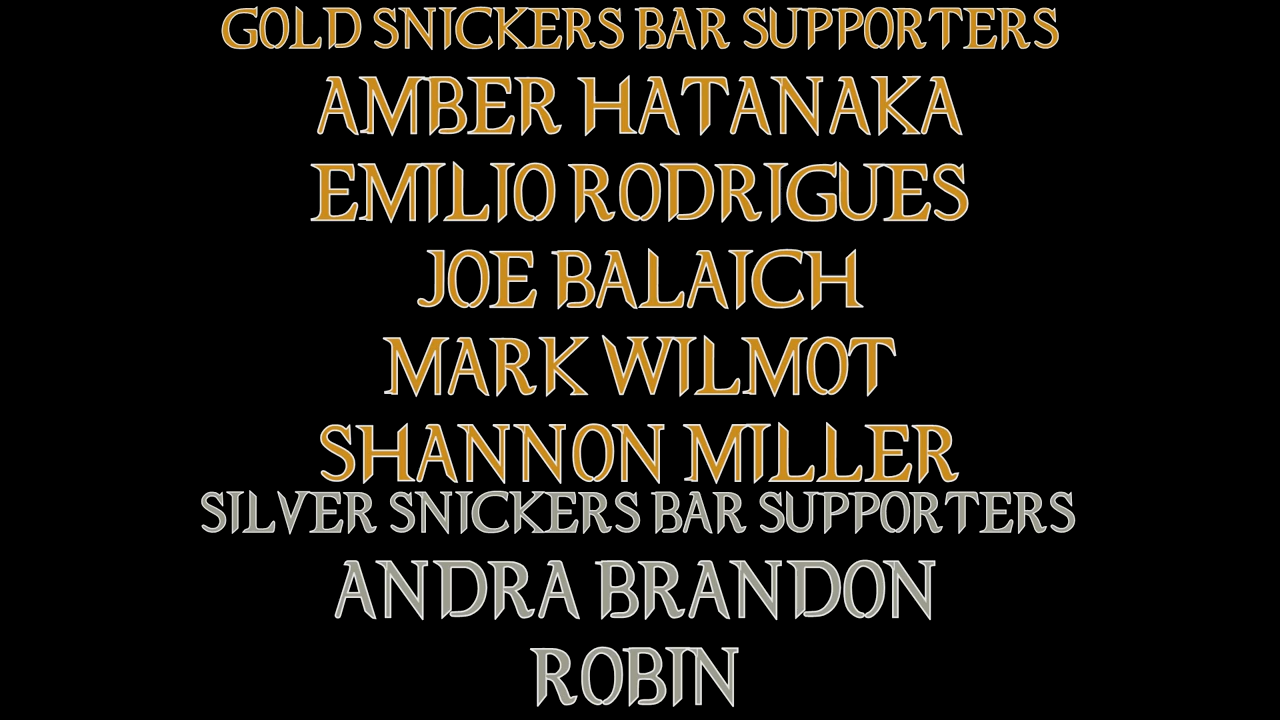 GOLD SNICKERS BAR SUPPORTERS
AMBER HATANAKA
EMILIO RODRIGUES
JOE BALAICH
MARK WILMOT
SHANNON MILLER
SILVER SNICKERS BAR SUPPORTERS
ANDRA BRANDON
ROBIN